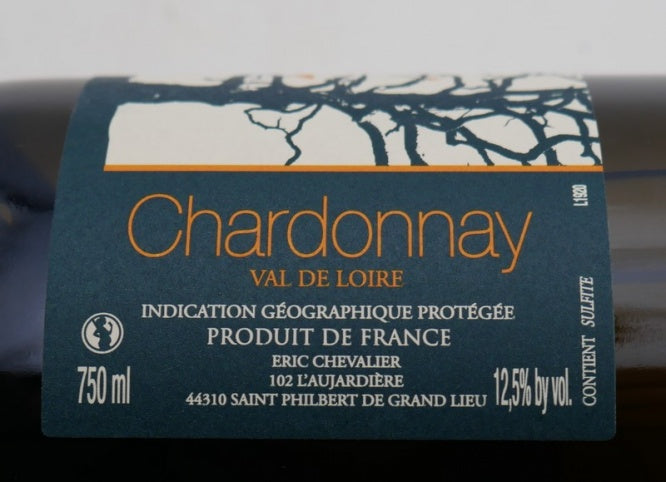 Chardonnay
VAL DE LOIRE
INDICATION GÉOGRAPHIQUE PROTÉGÉE
PRODUIT DE FRANCE
ERIC CHEVALIER
102 L'AUJARDIÈRE
44310 SAINT PHILBERT DE GRAND LIEU
750 ml
12,5% by vol.
CONTIENT SULFITE
L1920